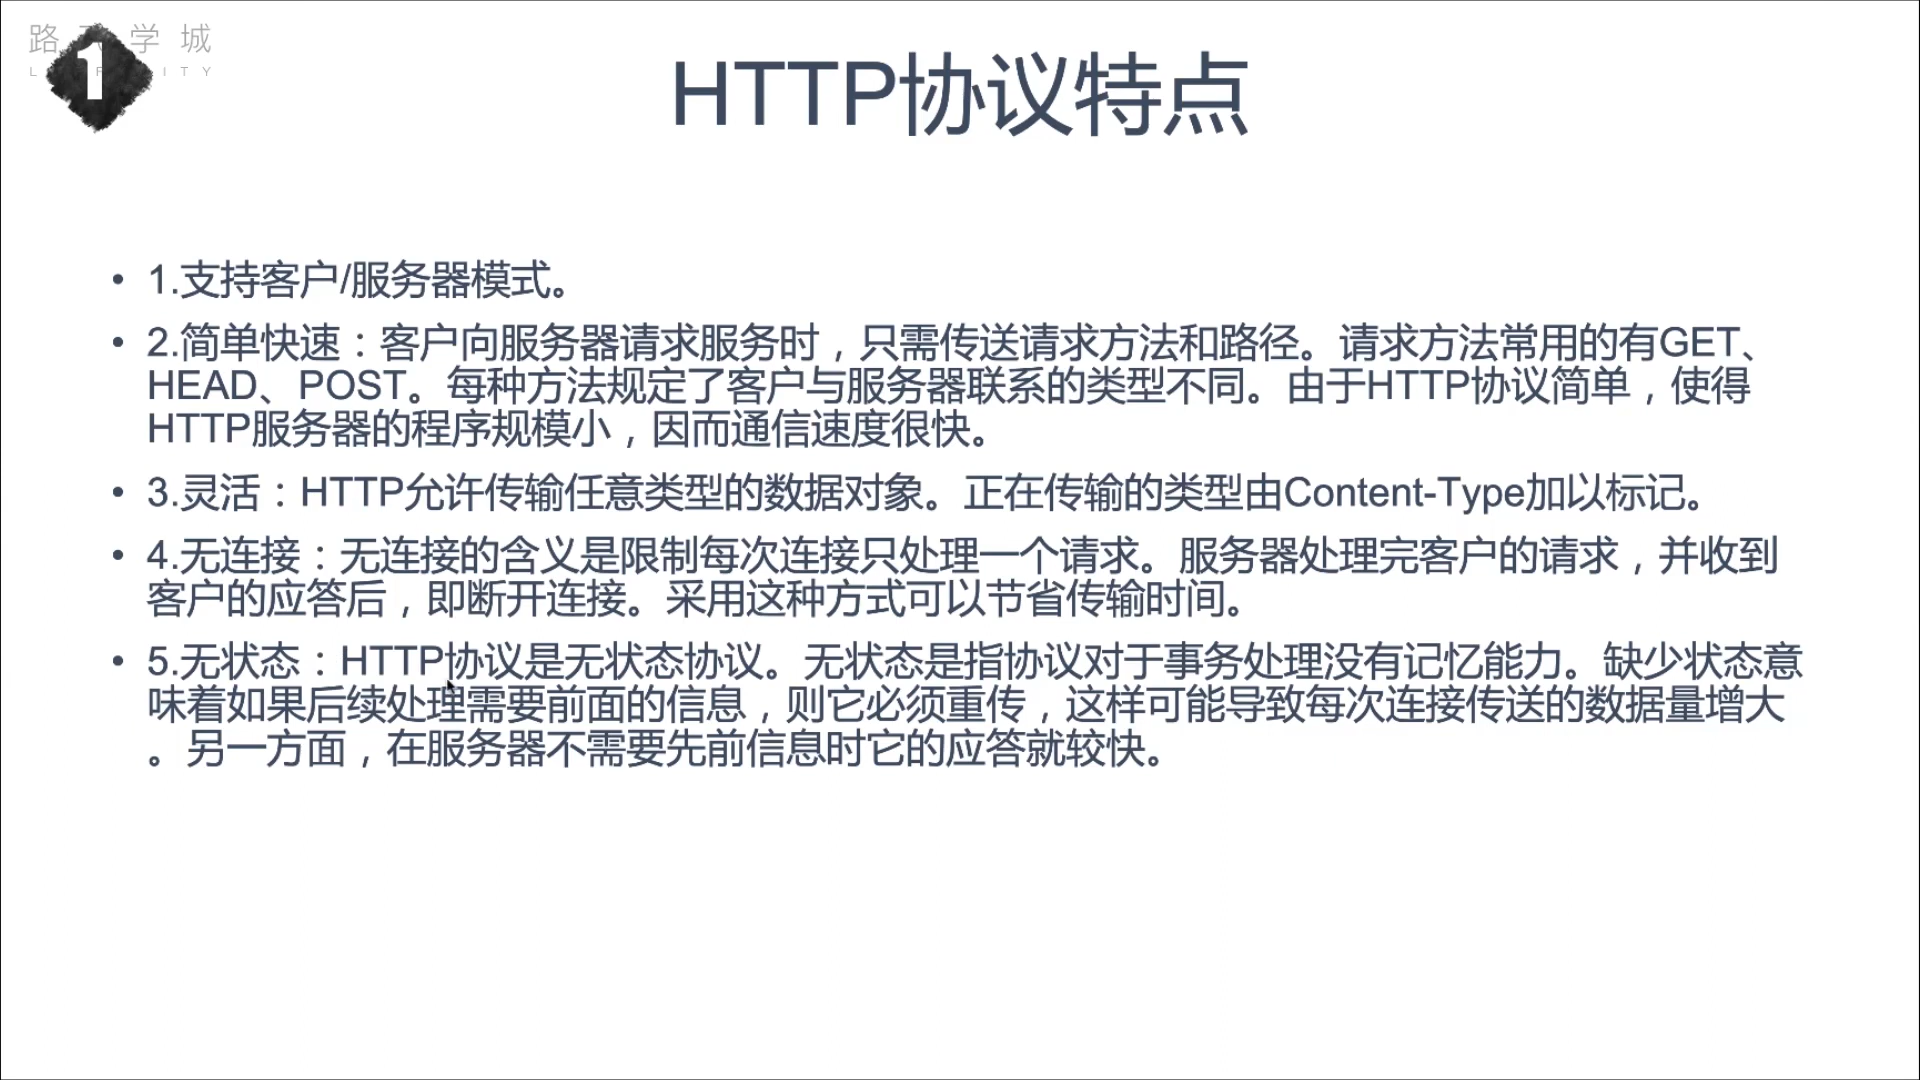 路 学 城
1
HTTP协议特点
• 1.支持客户/服务器模式。
• 2.简单快速：客户向服务器请求服务时，只需传送请求方法和路径。请求方法常用的有GET、
HEAD、POST。每种方法规定了客户与服务器联系的类型不同。由于HTTP协议简单，使得
HTTP服务器的程序规模小，因而通信速度很快。
• 3.灵活：HTTP允许传输任意类型的数据对象。正在传输的类型由Content-Type加以标记。
• 4.无连接：无连接的含义是限制每次连接只处理一个请求。服务器处理完客户的请求，并收到
客户的应答后，即断开连接。采用这种方式可以节省传输时间。
• 5.无状态：HTTP协议是无状态协议。无状态是指协议对于事务处理没有记忆能力。缺少状态意
味着如果后续处理需要前面的信息，则它必须重传，这样可能导致每次连接传送的数据量增大
。另一方面，在服务器不需要先前信息时它的应答就较快。